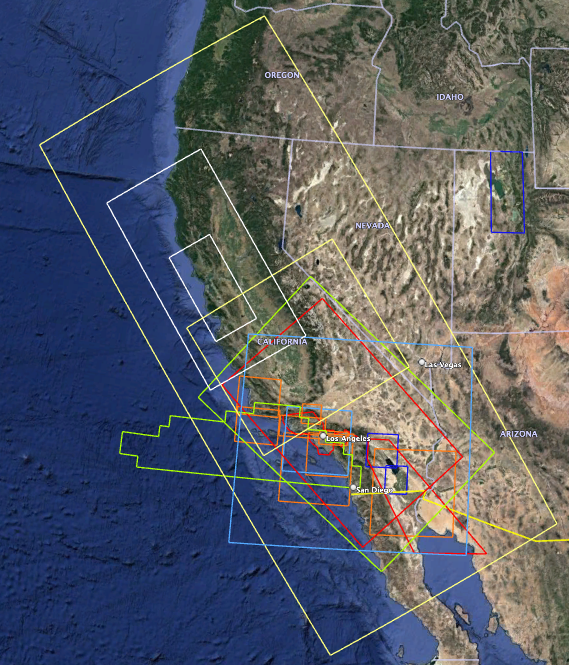 OREGON
IDAHO
NEVADA
CALIFORNIA
Las Vegas
ARIZONA
Los Angeles
San Diego